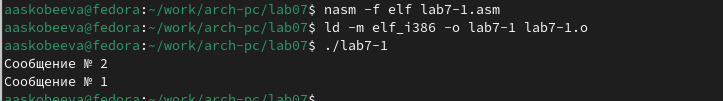 aaskobeeva@fedora:~/work/arch-pc/lab07$ nasm -f elf lab7-1.asm
aaskobeeva@fedora:~/work/arch-pc/lab07$ ld -m elf_i386 -o lab7-1 lab7-1.o
aaskobeeva@fedora:~/work/arch-pc/lab07$ ./lab7-1
Сообщение № 2
Сообщение № 1
aaskobeeva@fedora:~/work/arch-pc/lab07$